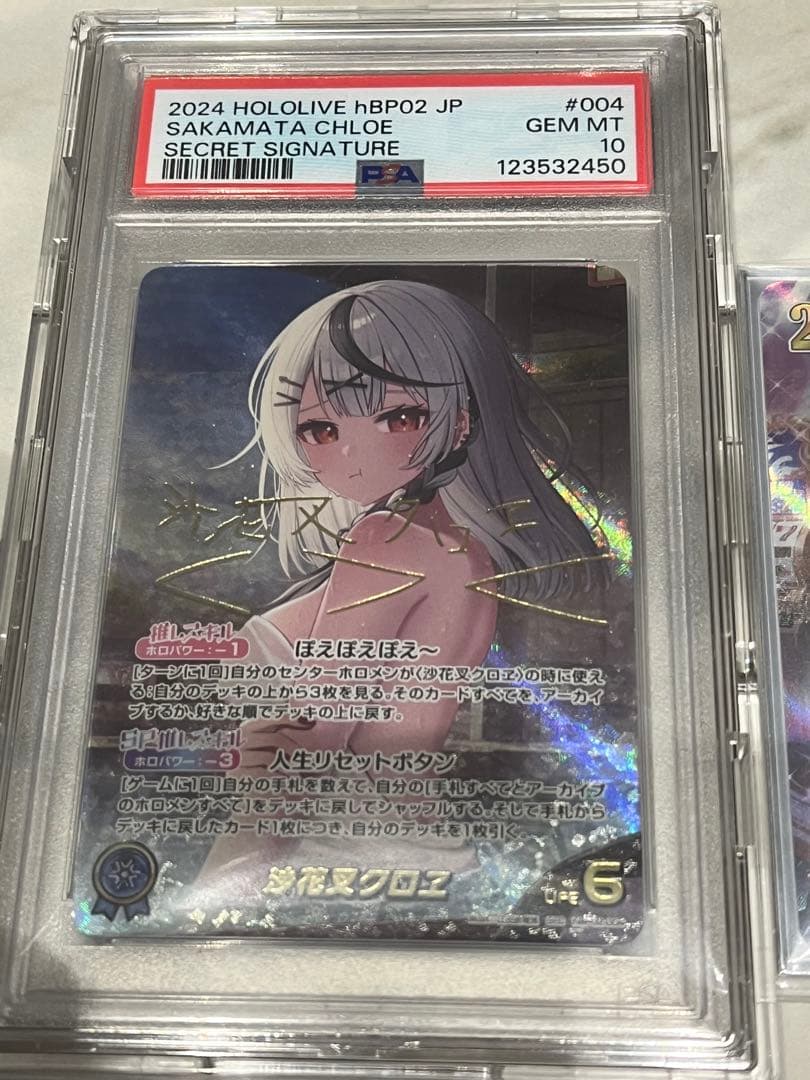 2024 HOLOLIVE hBP02 JP #004
SAKAMATA CHLOE GEM MT
SECRET SIGNATURE 10
PSA 123532450
沙花叉クロヱ
推しスキル
ホロパワー:-1 ぽえぽえぽえ〜
[ターンに1回]自分のセンターホロメンが〈沙花叉クロヱ〉の時に使え
る:自分のデッキの上から3枚を見る。そのカードすべてを、アーカイ
ブするか、好きな順でデッキの上に戻す。
SP推しスキル
ホロパワー:-3 人生リセットボタン
[ゲームに1回]自分の手札を数えて、自分の[手札すべてとアーカイブ
のホロメンすべて]をデッキに戻してシャッフルする。そして手札から
デッキに戻したカード1枚につき、自分のデッキを1枚引く。
沙花叉クロヱ
LIFE 6
2